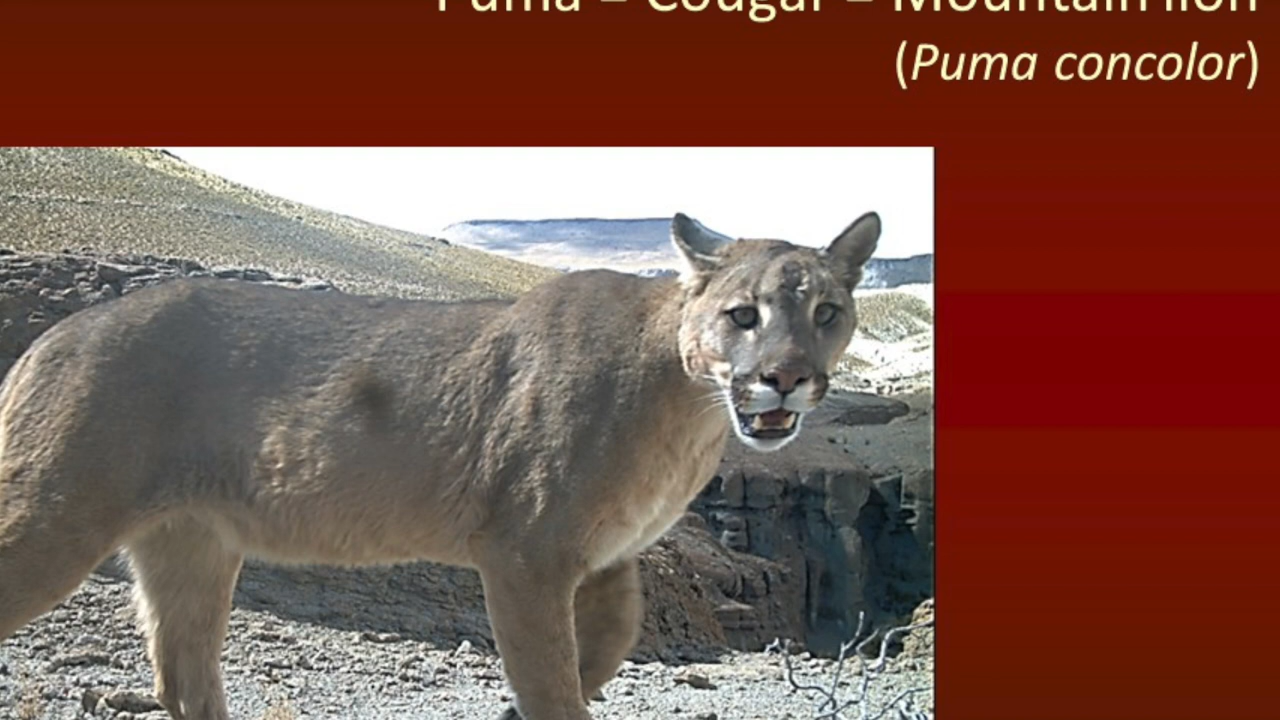 Puma = Cougar = Mountain lion
(Puma concolor)